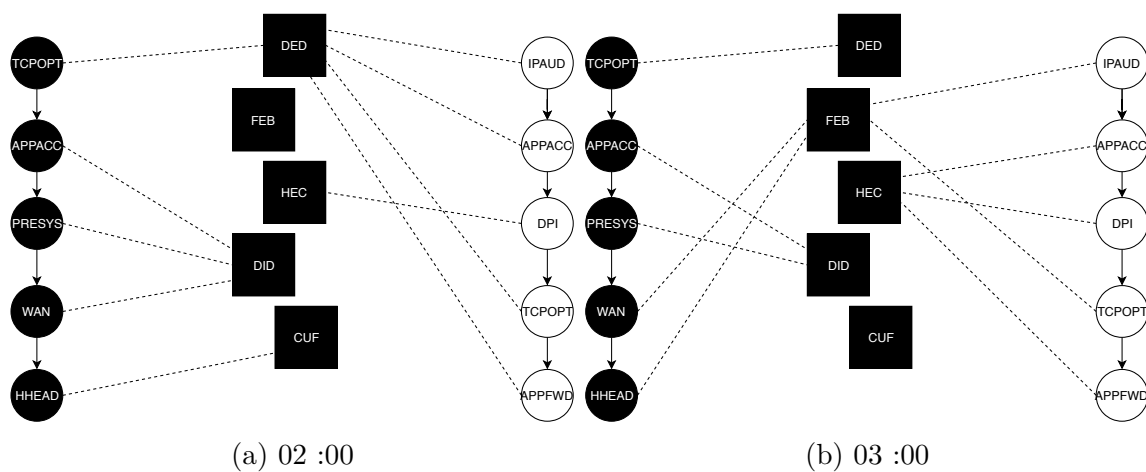 TCPOPT
APPACC
PRESYS
WAN
HHEAD
DED
FEB
HEC
DID
CUF
IPAUD
APPACC
DPI
TCPOPT
APPFWD
(a) 02 :00
TCPOPT
APPACC
PRESYS
WAN
HHEAD
DED
FEB
HEC
DID
CUF
IPAUD
APPACC
DPI
TCPOPT
APPFWD
(b) 03 :00